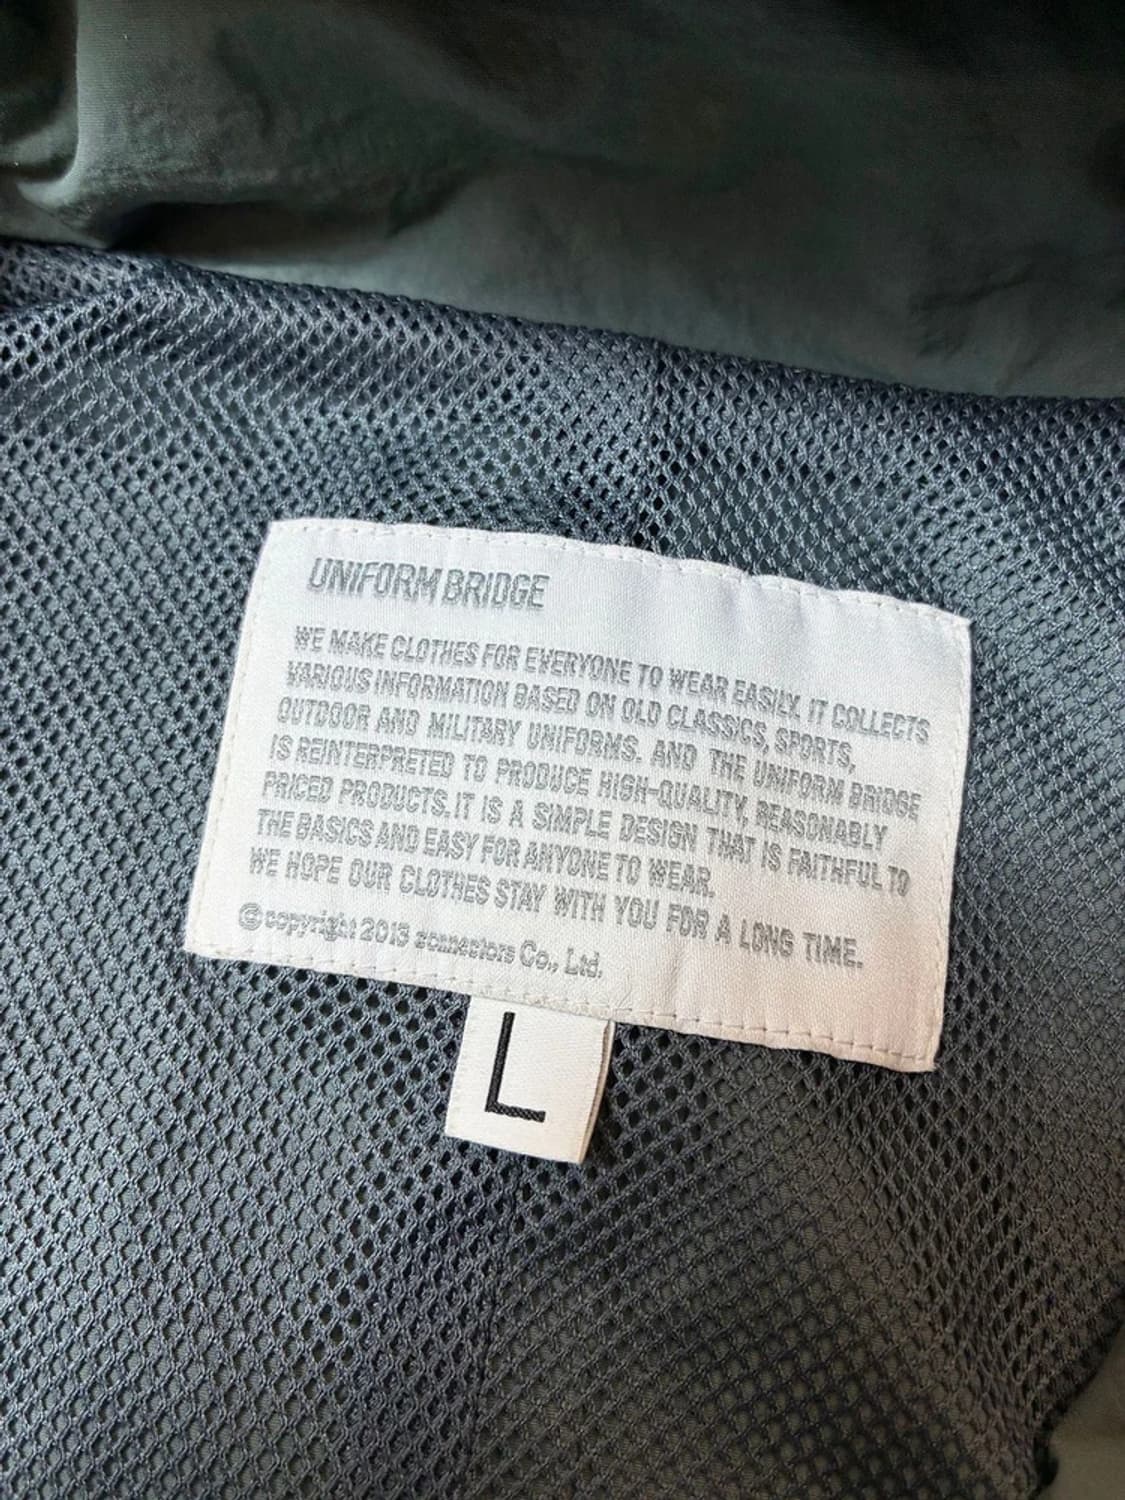 UNIFORM BRIDGE
WE MAKE CLOTHES FOR EVERYONE TO WEAR EASILY. IT COLLECTS
VARIOUS INFORMATION BASED ON OLD CLASSICS, SPORTS,
OUTDOOR AND MILITARY UNIFORMS. AND THE UNIFORM BRIDGE
IS REINTERPRETED TO PRODUCE HIGH-QUALITY, REASONABLY
PRICED PRODUCTS. IT IS A SIMPLE DESIGN THAT IS FAITHFUL TO
THE BASICS AND EASY FOR ANYONE TO WEAR.
WE HOPE OUR CLOTHES STAY WITH YOU FOR A LONG TIME.
© copyright 2013 zonnectors Co., Ltd.
L